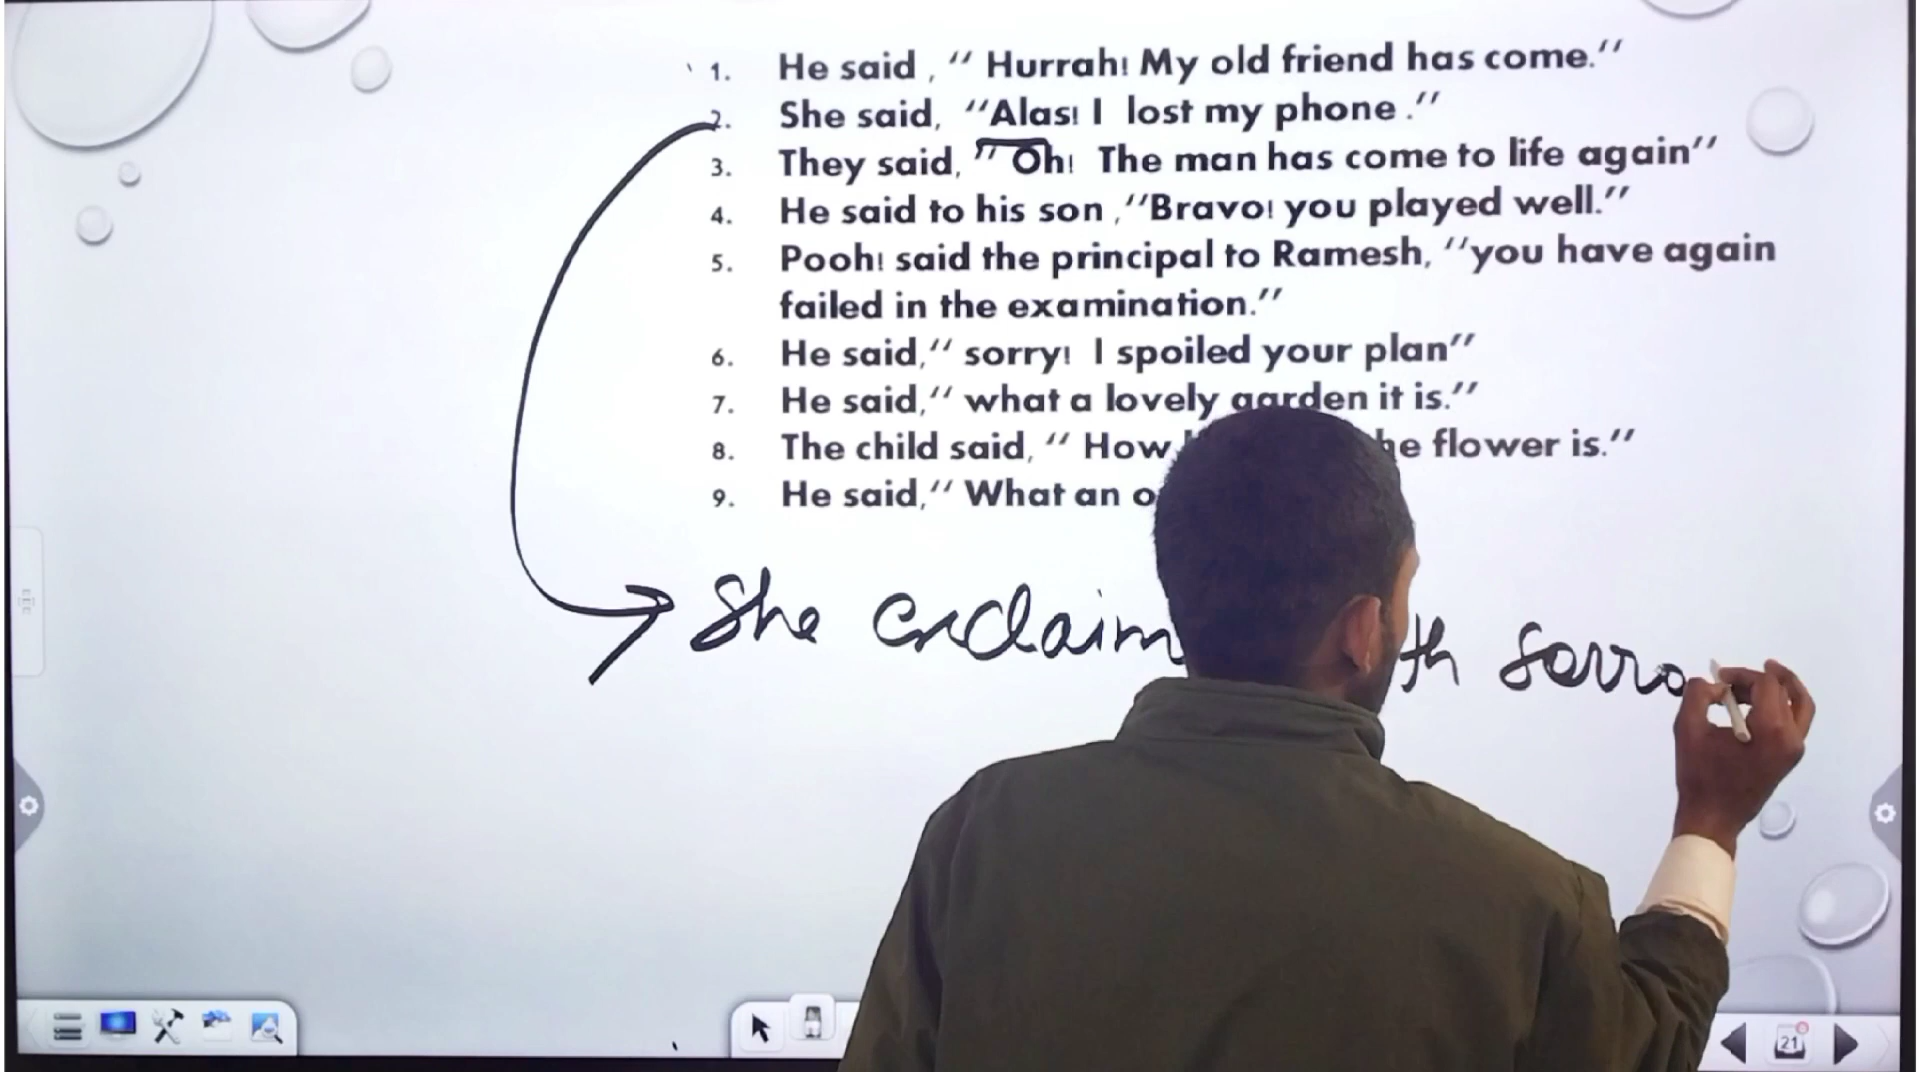 1. He said , " Hurrah! My old friend has come."
2. She said, "Alas! I lost my phone ."
3. They said, " Oh! The man has come to life again"
4. He said to his son ,"Bravo! you played well."
5. Pooh! said the principal to Ramesh, "you have again
failed in the examination."
6. He said," sorry! I spoiled your plan"
7. He said," what a lovely garden it is."
8. The child said, " How flower is."
9. He said," What an
She sorro
21